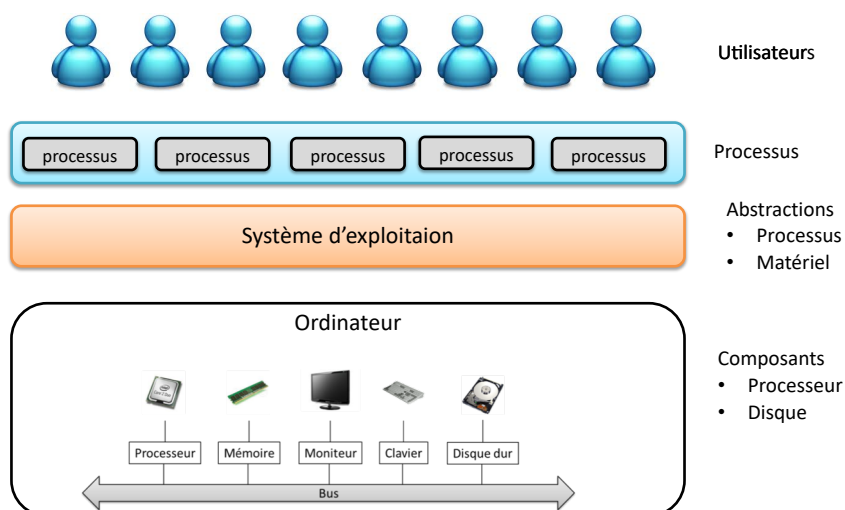 Utilisateurs
processus processus processus processus processus
Processus
Système d'exploitaion
Abstractions
• Processus
• Matériel
Ordinateur
Processeur Mémoire Moniteur Clavier Disque dur
Bus
Composants
• Processeur
• Disque